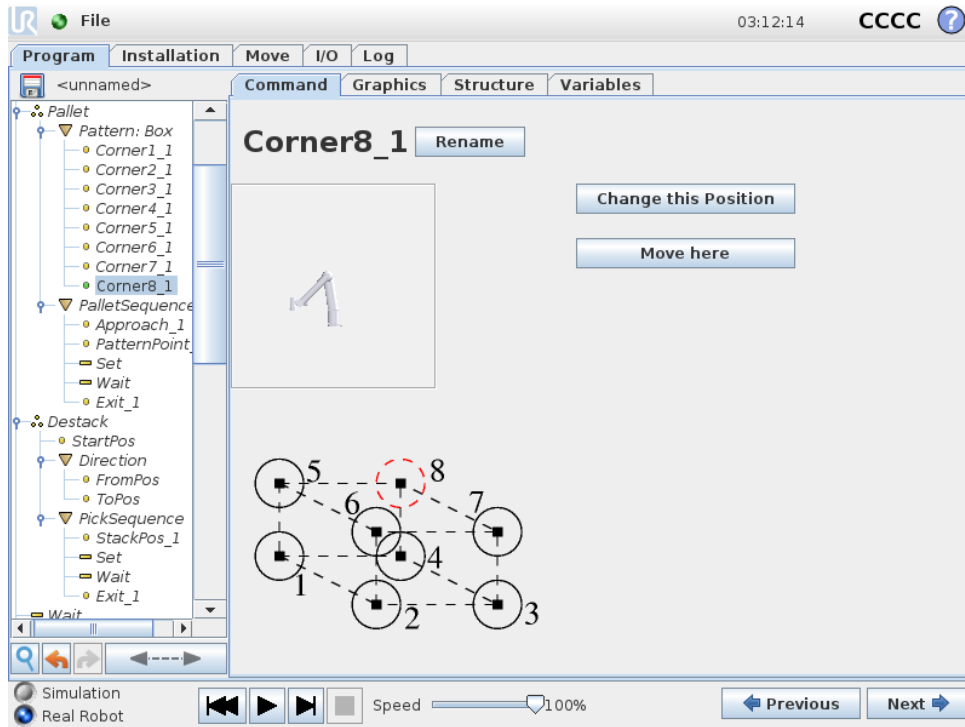 UR File 03:12:14 CCCC ?
Program Installation Move I/O Log
<unnamed> Command Graphics Structure Variables
Pallet
Pattern: Box
Corner1_1
Corner2_1
Corner3_1
Corner4_1
Corner5_1
Corner6_1
Corner7_1
Corner8_1
PalletSequence
Approach_1
PatternPoint_
Set
Wait
Exit_1
Destack
StartPos
Direction
FromPos
ToPos
PickSequence
StackPos_1
Set
Wait
Exit_1
Wait
Corner8_1 Rename
Change this Position
Move here
5 8
6 7
4
1 2 3
Simulation
Real Robot
Speed 100%
Previous Next